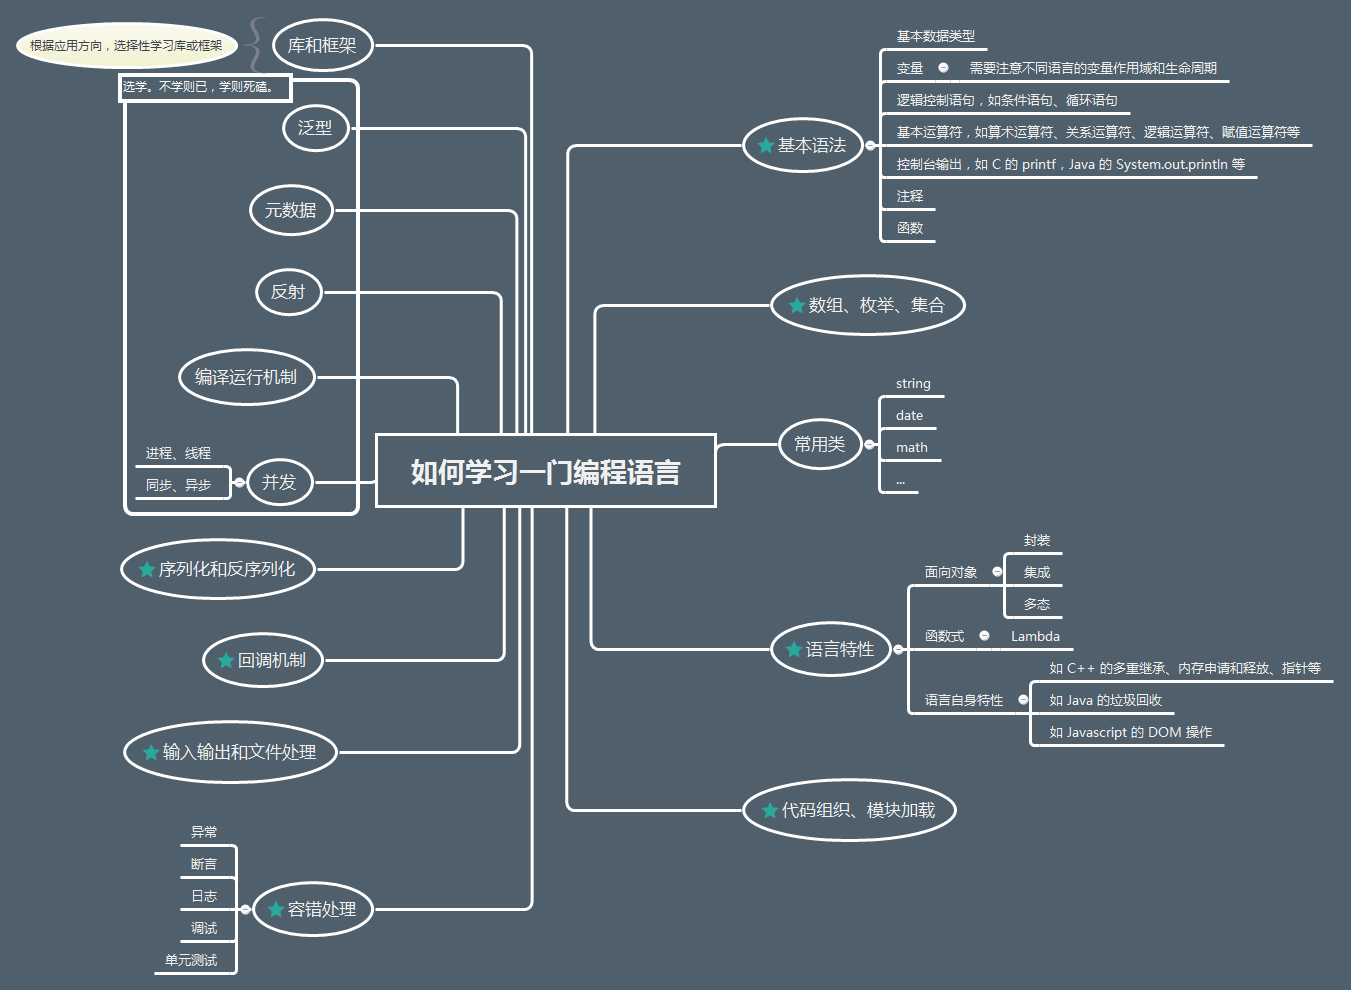 如何学习一门编程语言
基本语法
基本数据类型
变量
需要注意不同语言的变量作用域和生命周期
逻辑控制语句，如条件语句、循环语句
基本运算符，如算术运算符、关系运算符、逻辑运算符、赋值运算符等
控制台输出，如 C 的 printf，Java 的 System.out.println 等
注释
函数
数组、枚举、集合
常用类
string
date
math
...
语言特性
面向对象
封装
集成
多态
函数式
Lambda
语言自身特性
如 C++ 的多重继承、内存申请和释放、指针等
如 Java 的垃圾回收
如 Javascript 的 DOM 操作
代码组织、模块加载
库和框架
根据应用方向，选择性学习库或框架
选学。不学则已，学则死磕。
泛型
元数据
反射
编译运行机制
并发
进程、线程
同步、异步
序列化和反序列化
回调机制
输入输出和文件处理
容错处理
异常
断言
日志
调试
单元测试